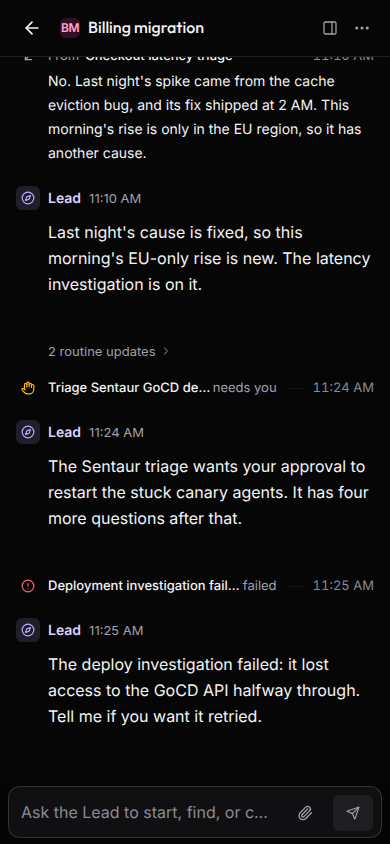 BM Billing migration
From Checkout latency triage 11:10 AM
No. Last night's spike came from the cache
eviction bug, and its fix shipped at 2 AM. This
morning's rise is only in the EU region, so it has
another cause.
Lead 11:10 AM
Last night's cause is fixed, so this
morning's EU-only rise is new. The latency
investigation is on it.
2 routine updates
Triage Sentaur GoCD de... needs you 11:24 AM
Lead 11:24 AM
The Sentaur triage wants your approval to
restart the stuck canary agents. It has four
more questions after that.
Deployment investigation fail... failed 11:25 AM
Lead 11:25 AM
The deploy investigation failed: it lost
access to the GoCD API halfway through.
Tell me if you want it retried.
Ask the Lead to start, find, or c...